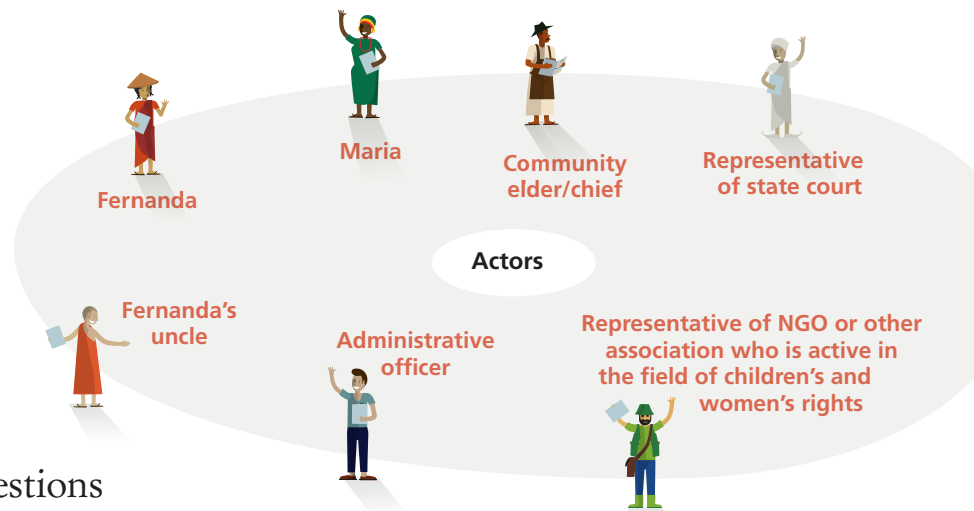 Maria
Community
elder/chief
Representative
of state court
Fernanda
Actors
Fernanda's
uncle
Administrative
officer
Representative of NGO or other
association who is active in
the field of children's and
women's rights
estions